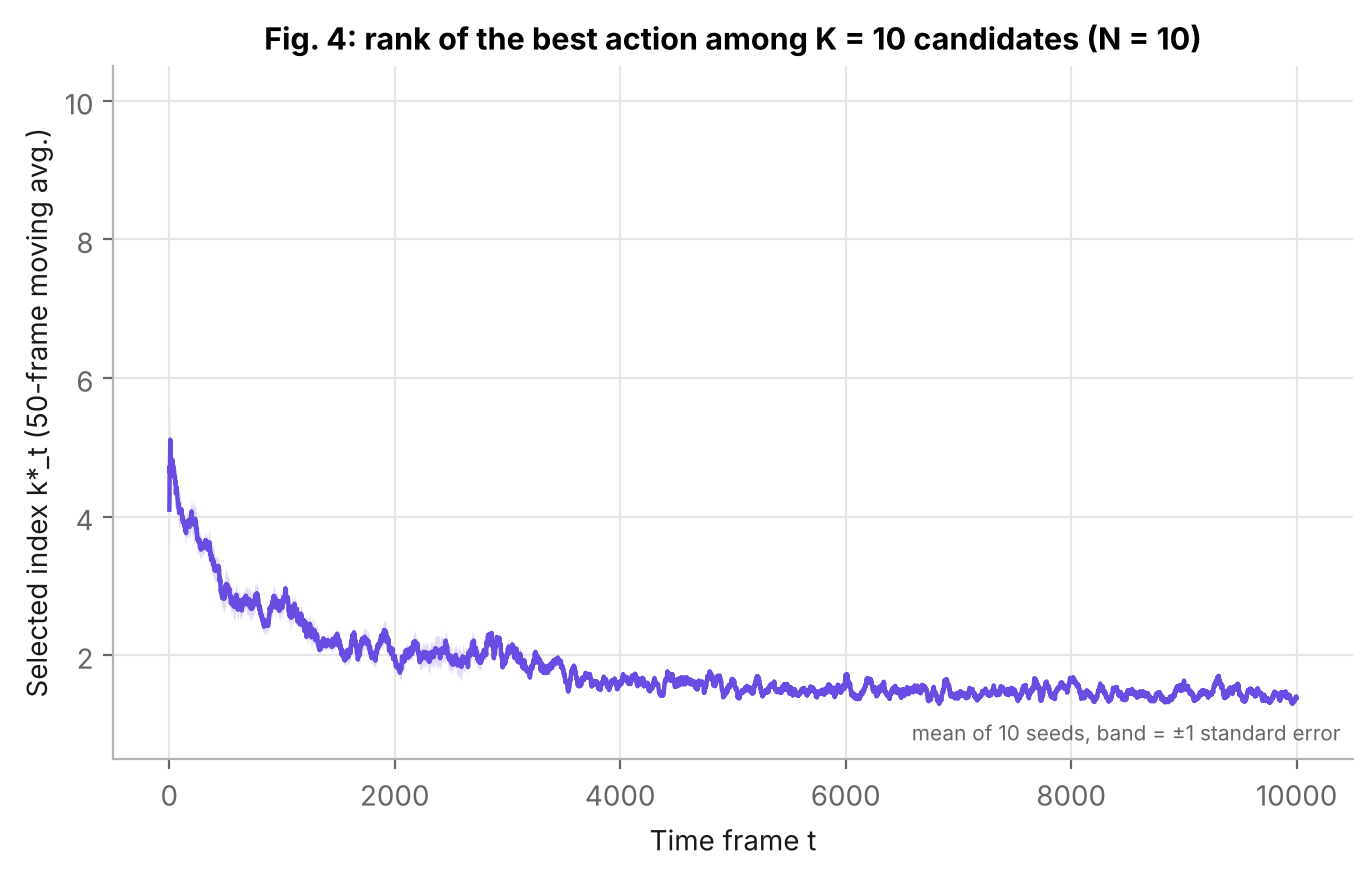 Fig. 4: rank of the best action among K = 10 candidates (N = 10)
Selected index k*_t (50-frame moving avg.)
10
8
6
4
2
mean of 10 seeds, band = ±1 standard error
0 2000 4000 6000 8000 10000
Time frame t